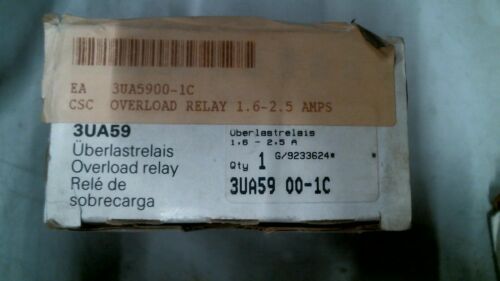 EA 3UA5900-1C
CSC OVERLOAD RELAY 1.6-2.5 AMPS
3UA59
Überlastrelais
Overload relay
Relé de
sobrecarga
Überlastrelais
1,6 - 2,5 A
G/9233624*
Qty 1
3UA59 00-1C